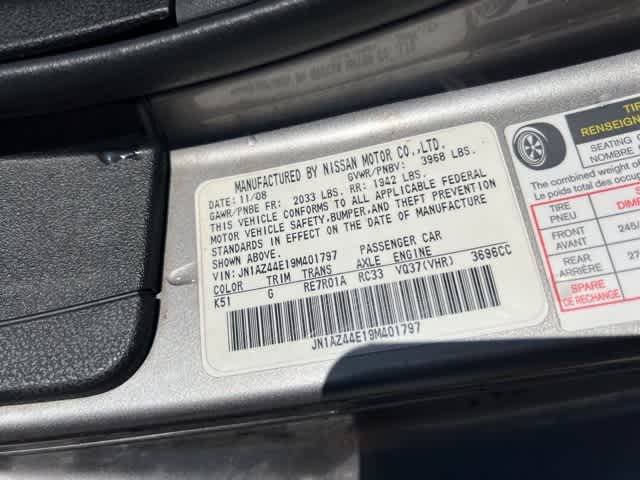 MANUFACTURED BY NISSAN MOTOR CO.,LTD.
DATE: 11/08 GVWR/PNBV: 3968 LBS.
GAWR/PNBE FR: 2033 LBS. RR: 1942 LBS.
THIS VEHICLE CONFORMS TO ALL APPLICABLE FEDERAL
MOTOR VEHICLE SAFETY,BUMPER,AND THEFT PREVENTION
STANDARDS IN EFFECT ON THE DATE OF MANUFACTURE
SHOWN ABOVE.
VIN: JN1AZ44E19M401797 PASSENGER CAR
COLOR TRIM TRANS AXLE ENGINE
K51 G RE7R01A RC33 VQ37(VHR) 3696CC
JN1AZ44E19M401797
TIR
RENSEIGN
SEATING
NOMBRE
The combined weight of
Le poids total des occup
TIRE
PNEU
DIME
FRONT
AVANT
245/
REAR
ARRIÈRE
27
SPARE
DE RECHANGE